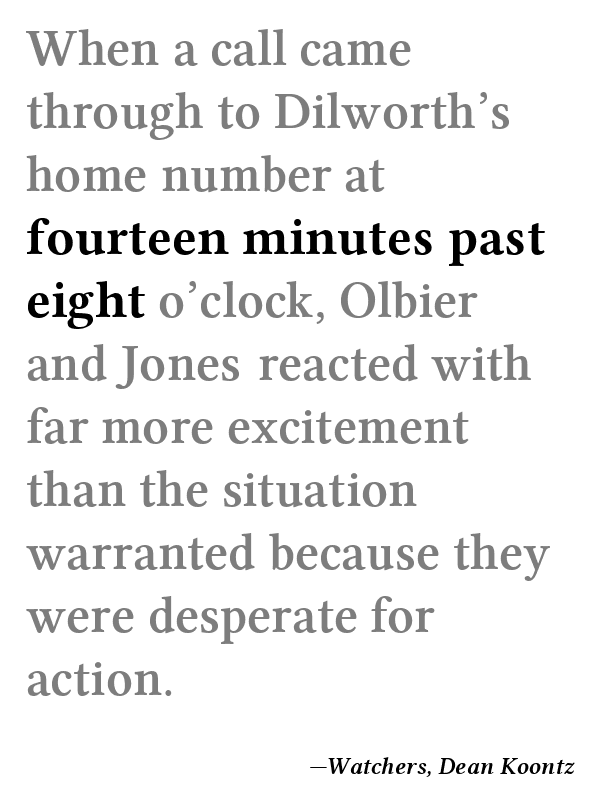 When a call came
through to Dilworth’s
home number at
fourteen minutes past
eight o’clock, Olbier
and Jones reacted with
far more excitement
than the situation
warranted because they
were desperate for
action.
—Watchers, Dean Koontz